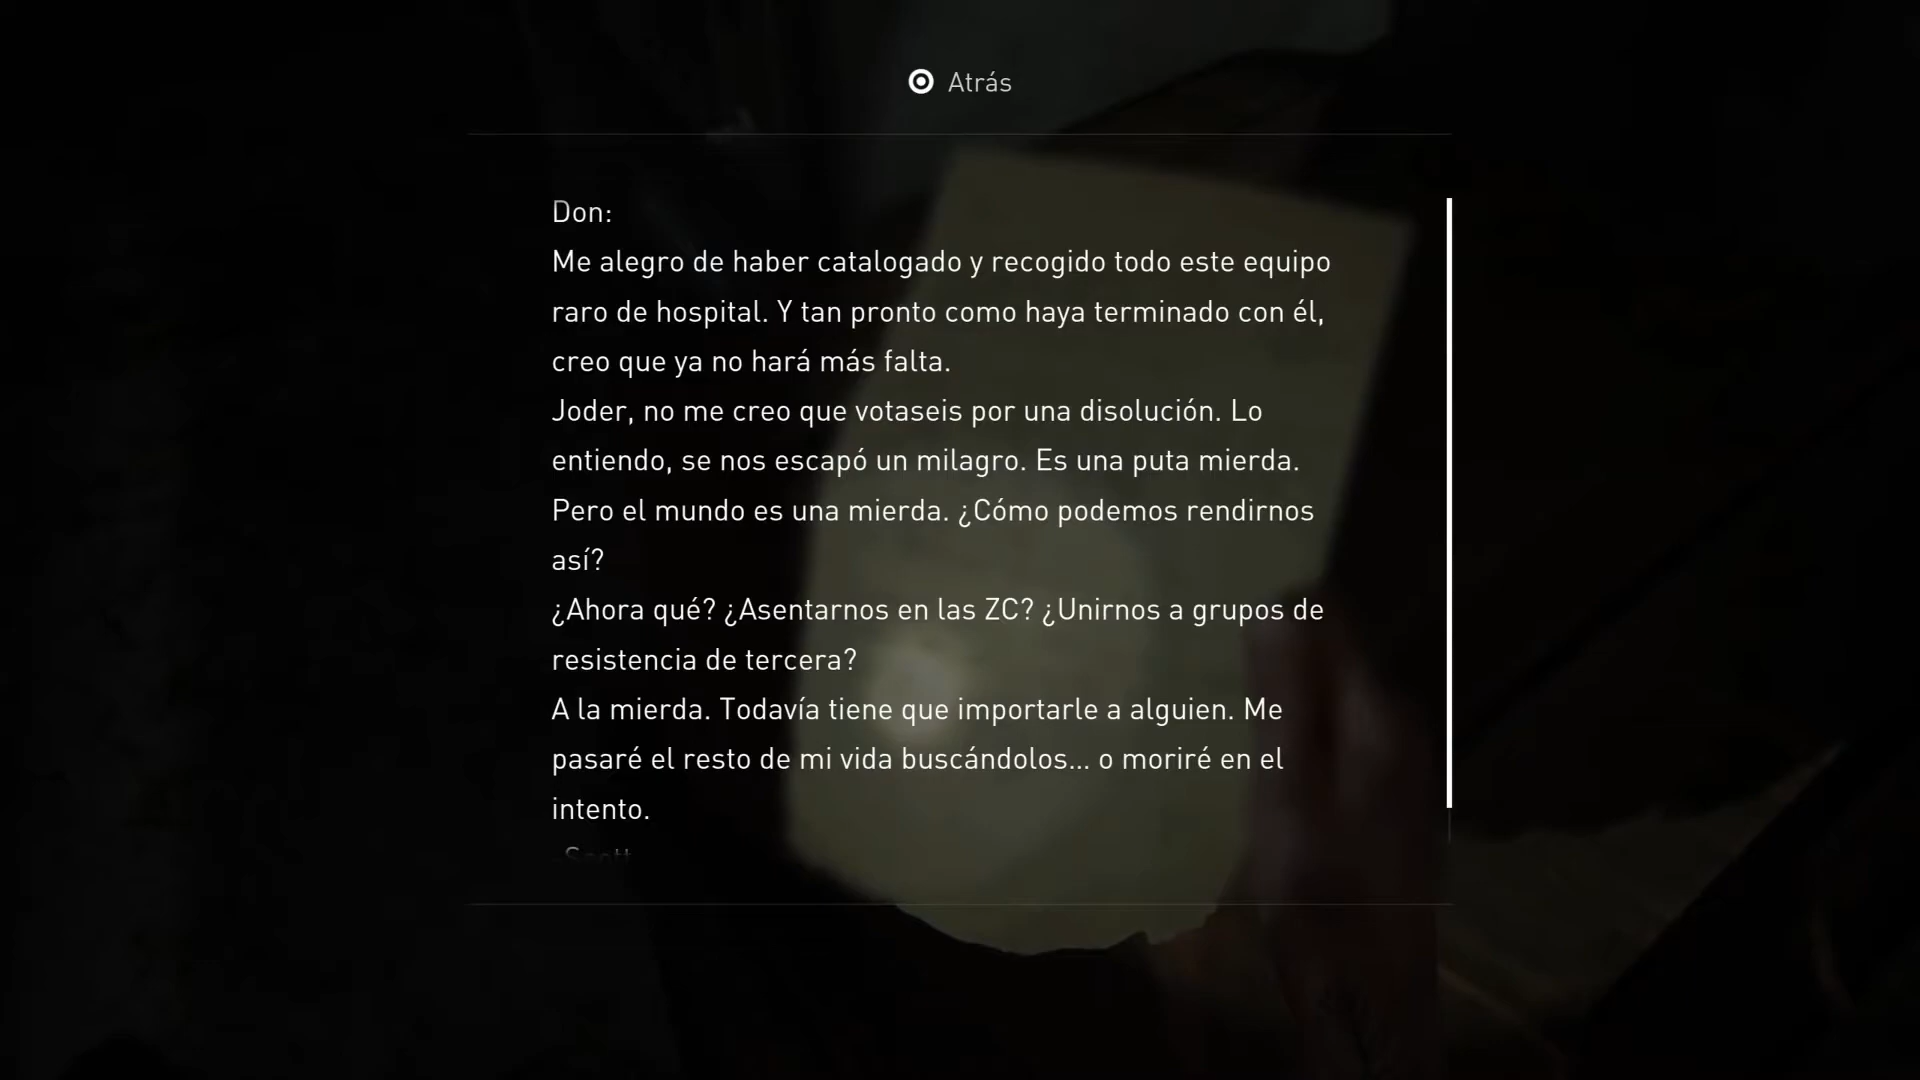 Atrás
Don:
Me alegro de haber catalogado y recogido todo este equipo
raro de hospital. Y tan pronto como haya terminado con él,
creo que ya no hará más falta.
Joder, no me creo que votaseis por una disolución. Lo
entiendo, se nos escapó un milagro. Es una puta mierda.
Pero el mundo es una mierda. ¿Cómo podemos rendirnos
así?
¿Ahora qué? ¿Asentarnos en las ZC? ¿Unirnos a grupos de
resistencia de tercera?
A la mierda. Todavía tiene que importarle a alguien. Me
pasaré el resto de mi vida buscándolos... o moriré en el
intento.
-Scott